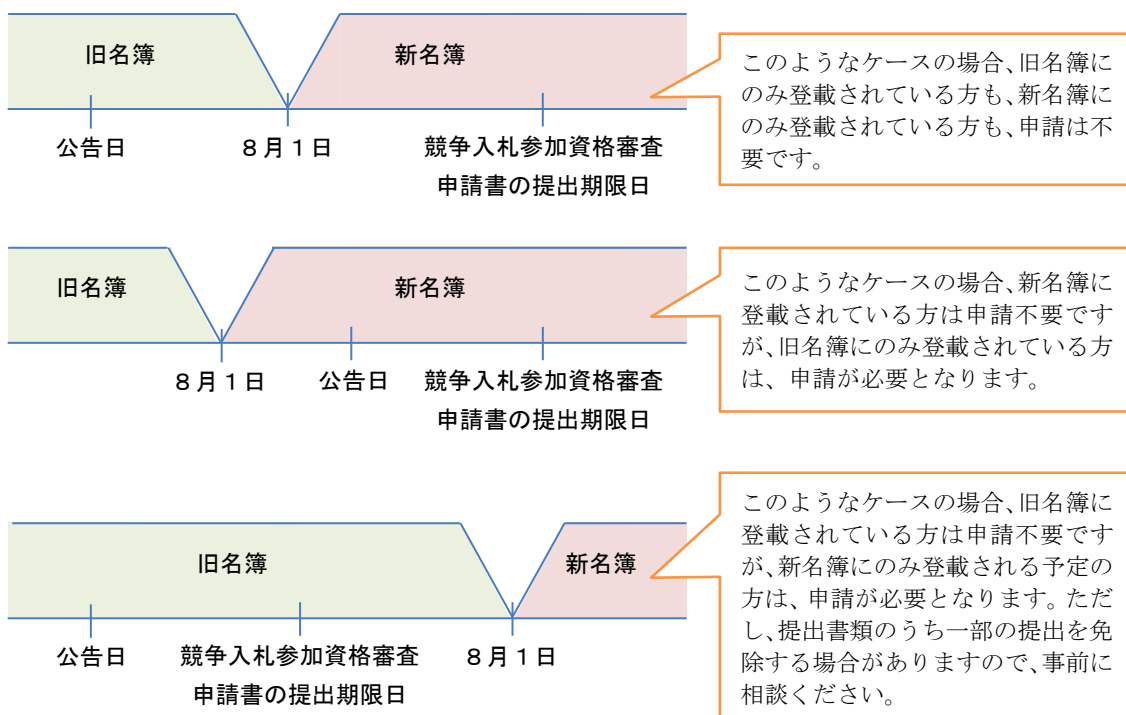 旧名簿
新名簿
公告日
８月１日
競争入札参加資格審査
申請書の提出期限日
このようなケースの場合、旧名簿に
のみ登載されている方も、新名簿に
のみ登載されている方も、申請は不
要です。
旧名簿
新名簿
８月１日
公告日
競争入札参加資格審査
申請書の提出期限日
このようなケースの場合、新名簿に
登載されている方は申請不要です
が、旧名簿にのみ登載されている方
は、申請が必要となります。
旧名簿
新名簿
公告日
競争入札参加資格審査
申請書の提出期限日
８月１日
このようなケースの場合、旧名簿に
登載されている方は申請不要です
が、新名簿にのみ登載される予定の
方は、申請が必要となります。ただ
し、提出書類のうち一部の提出を免
除する場合がありますので、事前に
相談ください。